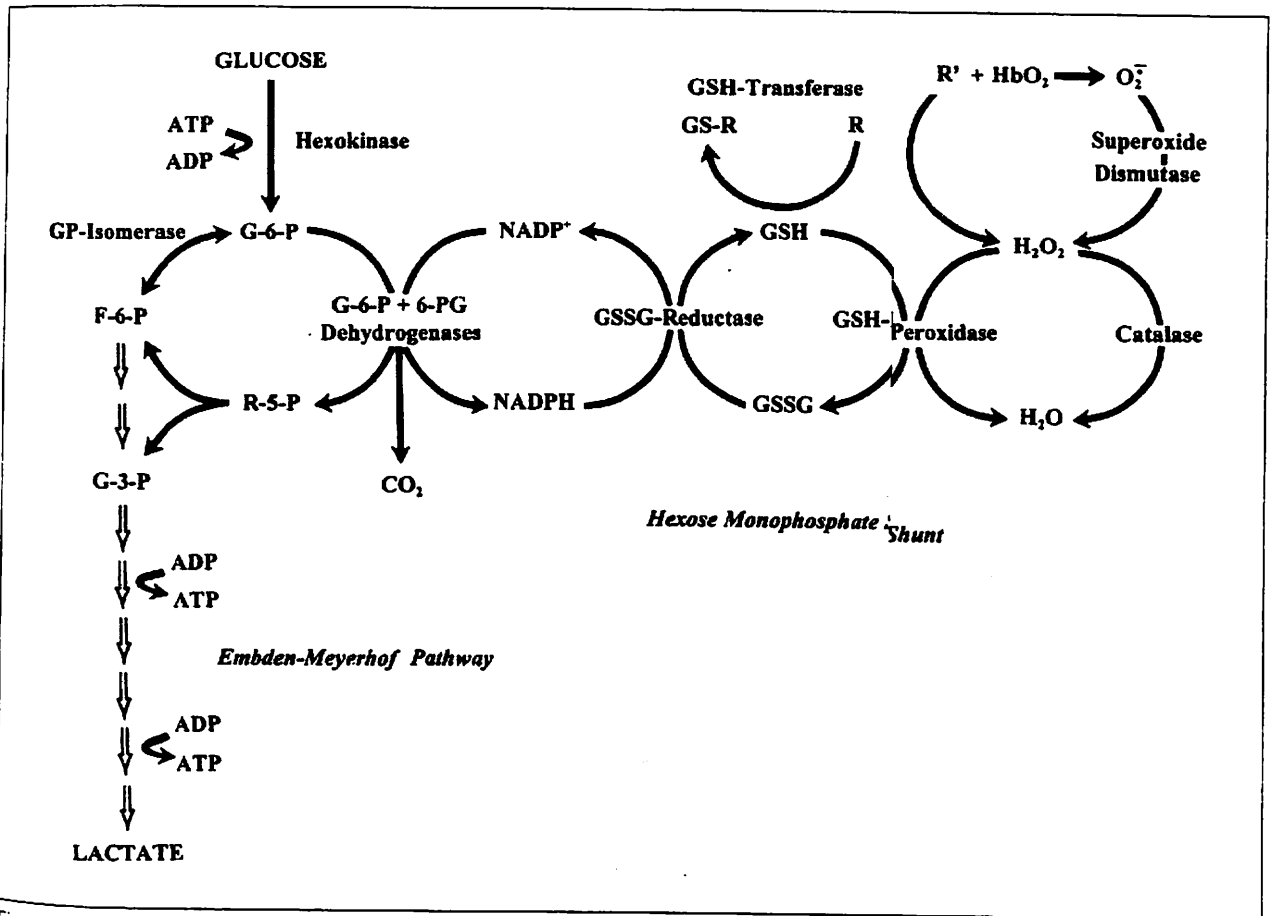 GLUCOSE
ATP
ADP
Hexokinase
GP-Isomerase
G-6-P
F-6-P
G-6-P + 6-PG
Dehydrogenases
R-5-P
G-3-P
CO₂
NADP⁺
NADPH
GSSG-Reductase
GSH-Transferase
GS-R
R
GSH
GSSG
GSH-Peroxidase
R' + HbO₂
O₂⁻
Superoxide
Dismutase
H₂O₂
Catalase
H₂O
Hexose Monophosphate Shunt
ADP
ATP
Embden-Meyerhof Pathway
ADP
ATP
LACTATE